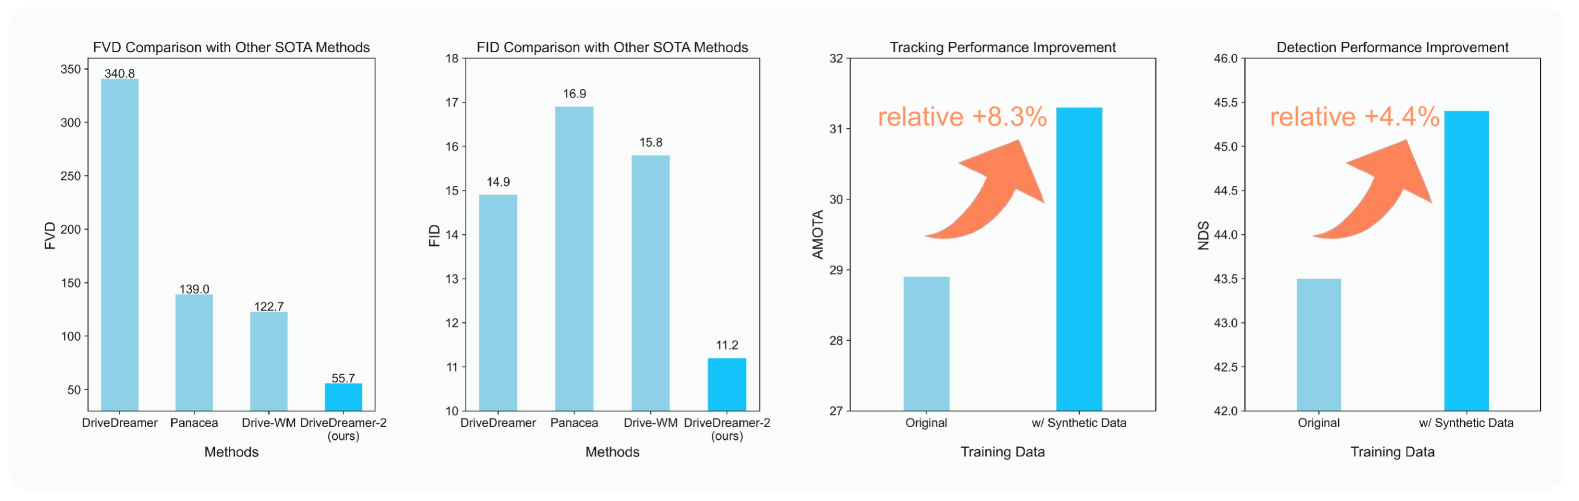 FVD Comparison with Other SOTA Methods
350
300
250
200
150
100
50
FVD
340.8
139.0
122.7
55.7
DriveDreamer Panacea Drive-WM DriveDreamer-2
(ours)
Methods
FID Comparison with Other SOTA Methods
18
17
16
15
14
13
12
11
10
FID
14.9
16.9
15.8
11.2
DriveDreamer Panacea Drive-WM DriveDreamer-2
(ours)
Methods
Tracking Performance Improvement
32
31
30
29
28
27
AMOTA
relative +8.3%
Original w/ Synthetic Data
Training Data
Detection Performance Improvement
46.0
45.5
45.0
44.5
44.0
43.5
43.0
42.5
42.0
NDS
relative +4.4%
Original w/ Synthetic Data
Training Data